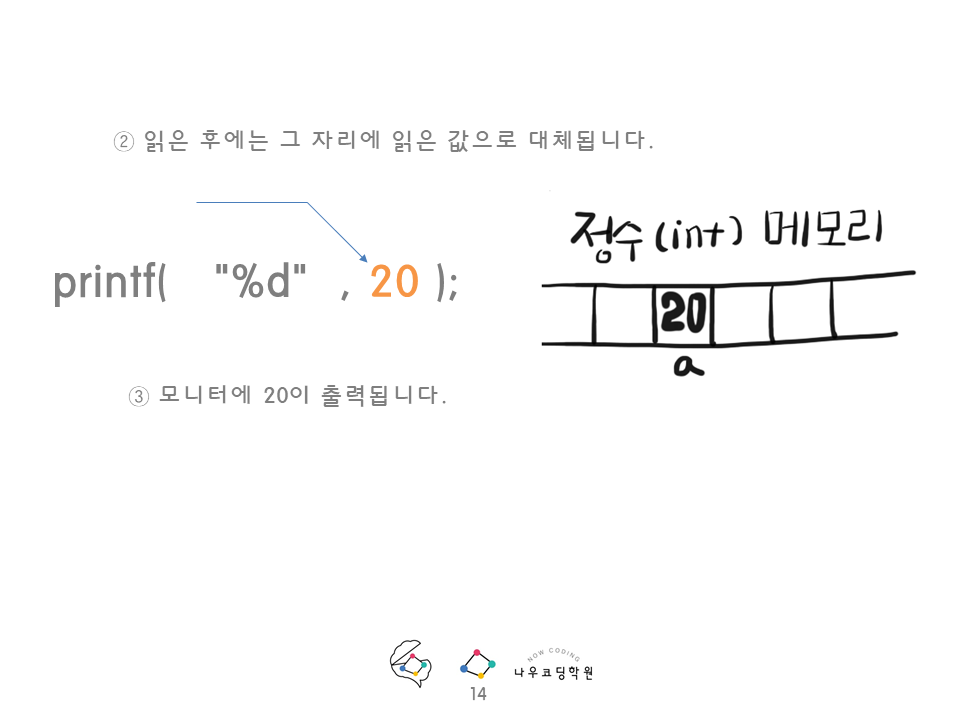 ② 읽은 후에는 그 자리에 읽은 값으로 대체됩니다.
printf( "%d" , 20 );
정수(int) 메모리
20
a
③ 모니터에 20이 출력됩니다.
NOW CODING
나우코딩학원
14